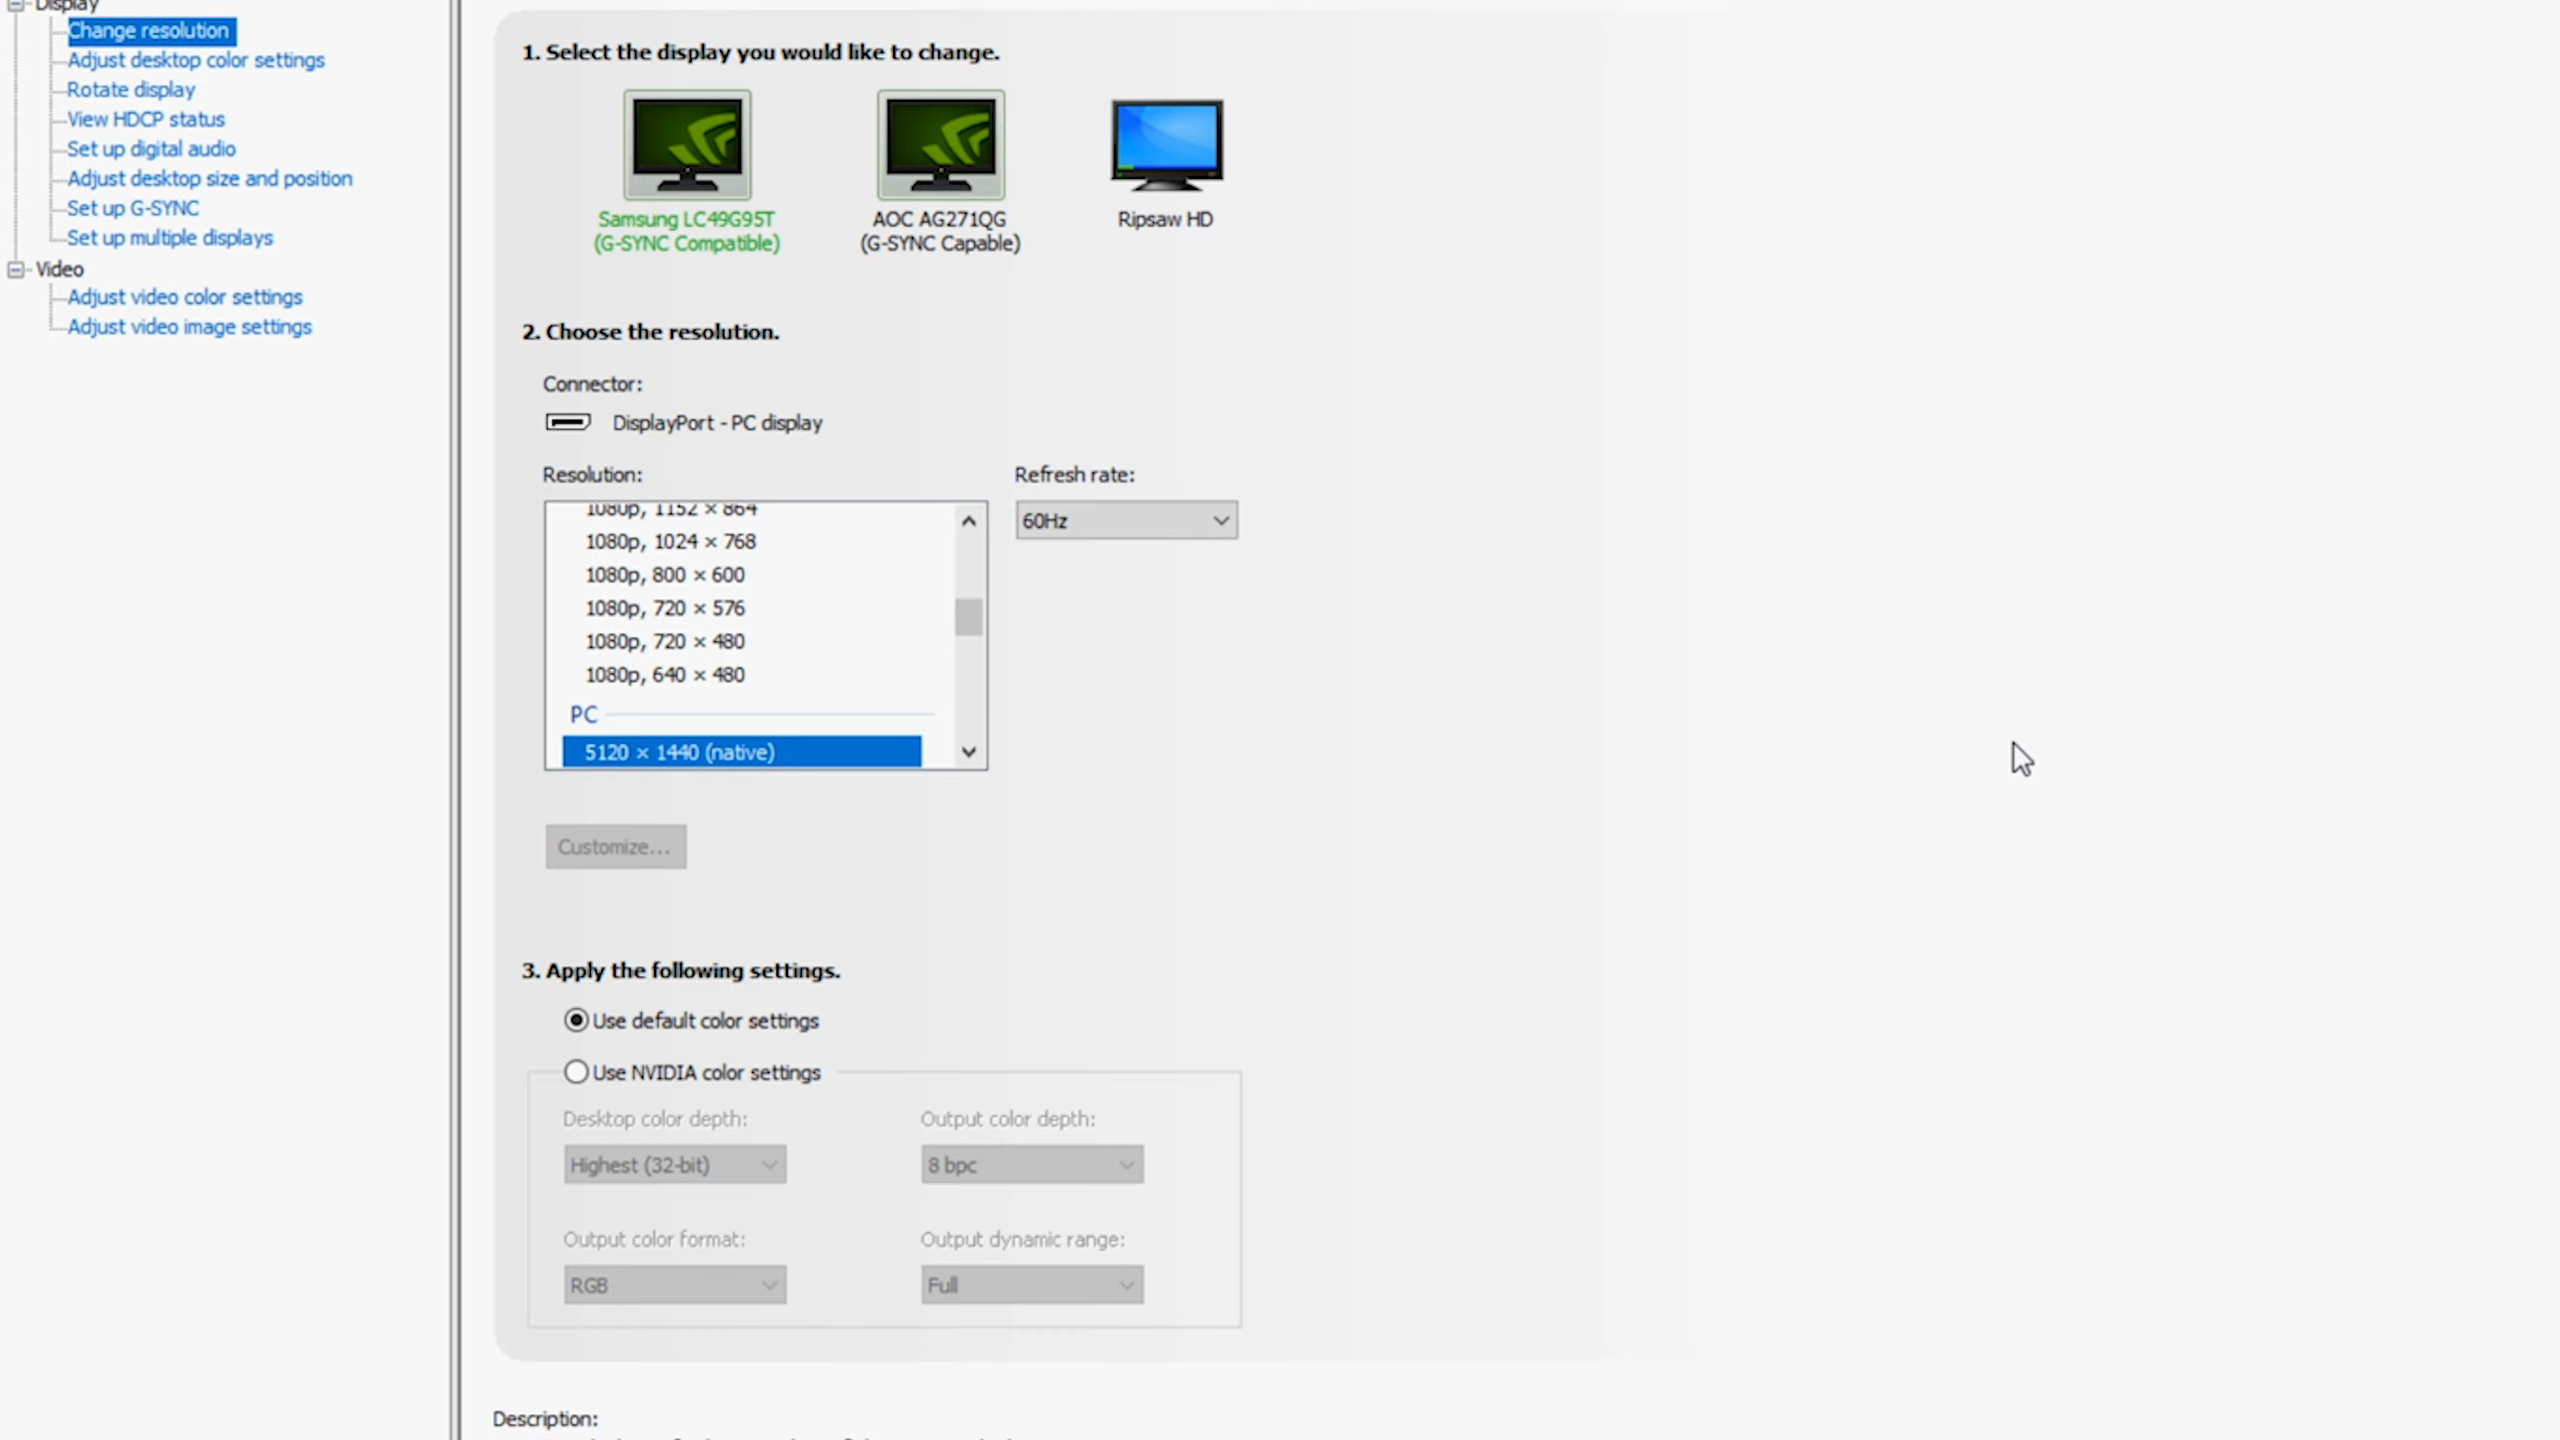 Display
Change resolution
Adjust desktop color settings
Rotate display
View HDCP status
Set up digital audio
Adjust desktop size and position
Set up G-SYNC
Set up multiple displays
Video
Adjust video color settings
Adjust video image settings
1. Select the display you would like to change.
Samsung LC49G95T
(G-SYNC Compatible)
AOC AG271QG
(G-SYNC Capable)
Ripsaw HD
2. Choose the resolution.
Connector:
DisplayPort - PC display
Resolution:
Refresh rate:
1080p, 1152 × 864
60Hz
1080p, 1024 × 768
1080p, 800 × 600
1080p, 720 × 576
1080p, 720 × 480
1080p, 640 × 480
PC
5120 × 1440 (native)
Customize...
3. Apply the following settings.
Use default color settings
Use NVIDIA color settings
Desktop color depth:
Output color depth:
Highest (32-bit)
8 bpc
Output color format:
Output dynamic range:
RGB
Full
Description: